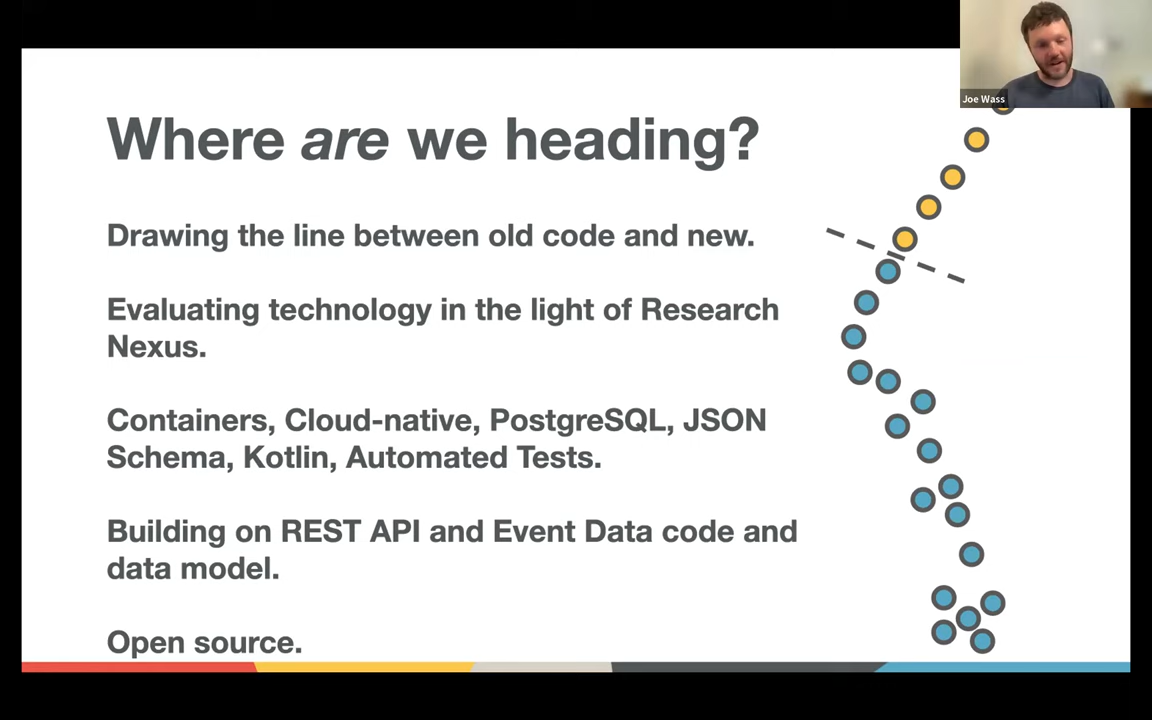 Joe Wass
Where are we heading?
Drawing the line between old code and new.
Evaluating technology in the light of Research
Nexus.
Containers, Cloud-native, PostgreSQL, JSON
Schema, Kotlin, Automated Tests.
Building on REST API and Event Data code and
data model.
Open source.